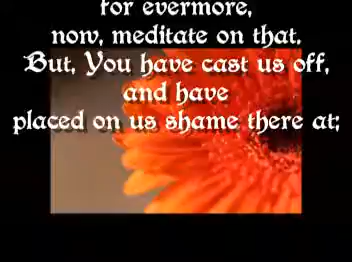 for evermore,
now, meditate on that.
But, You have cast us off,
and have
placed on us shame there at;